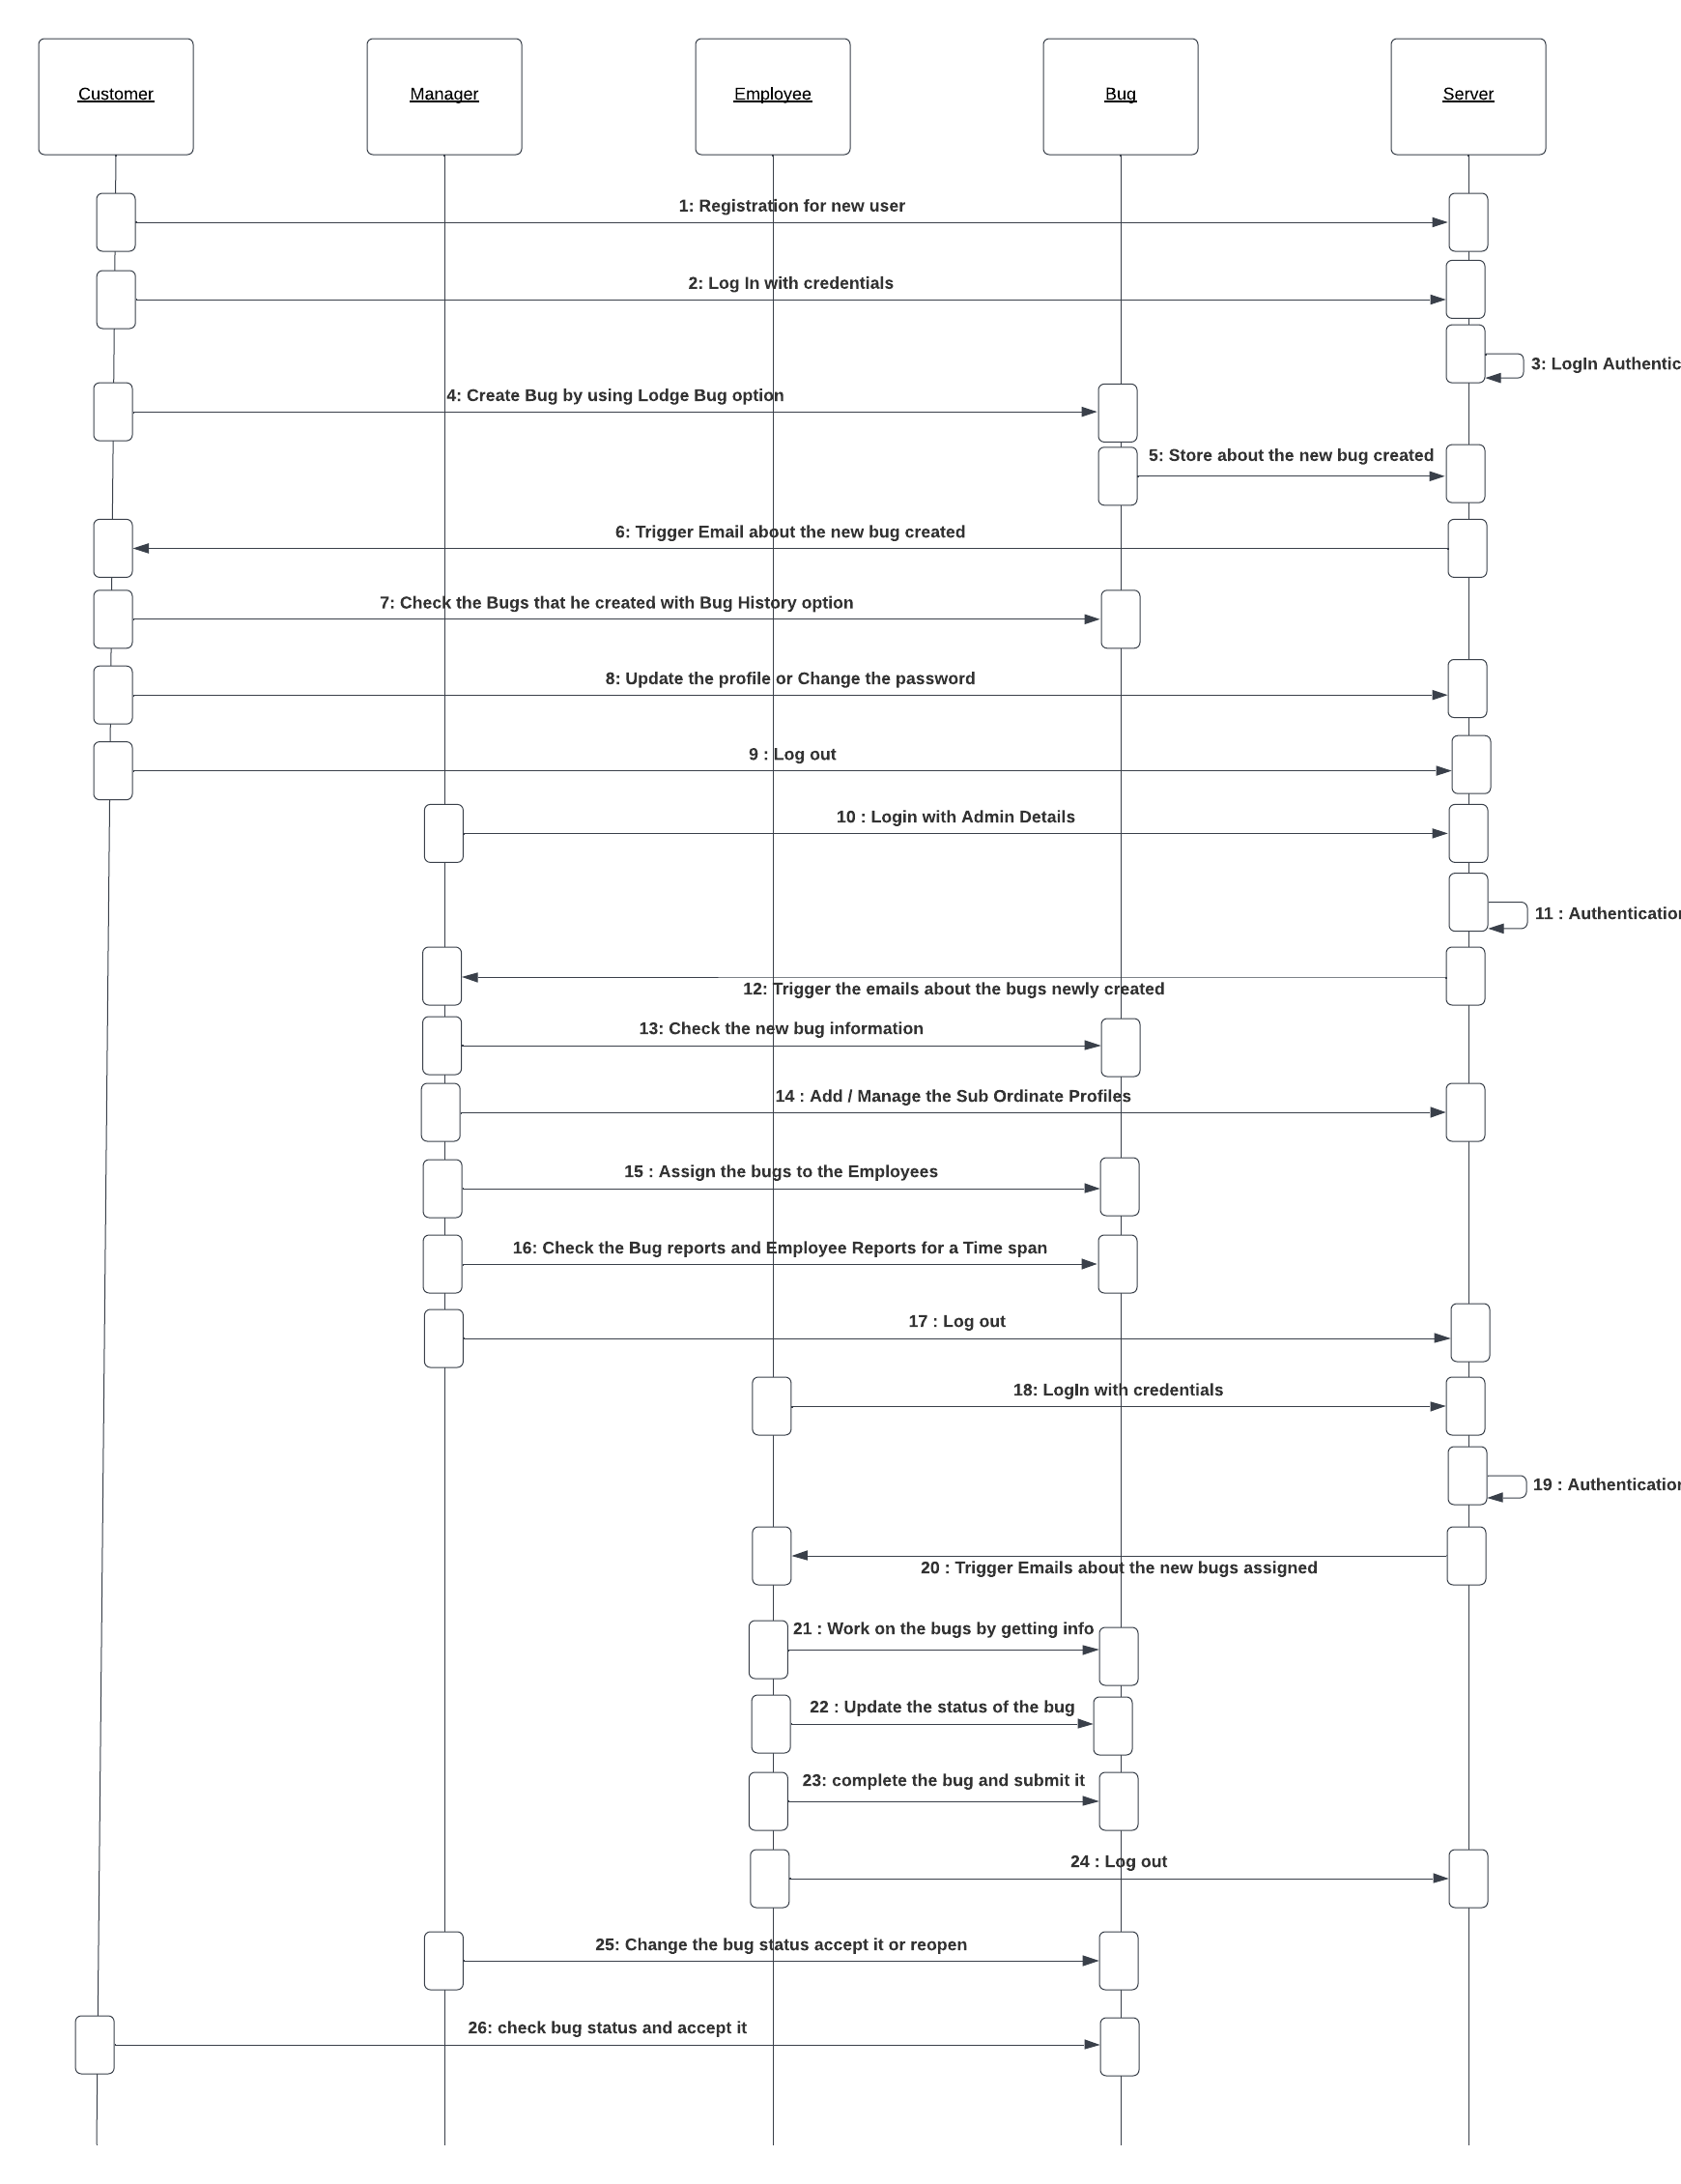 Customer
Manager
Employee
Bug
Server
1: Registration for new user
2: Log In with credentials
3: LogIn Authentic
4: Create Bug by using Lodge Bug option
5: Store about the new bug created
6: Trigger Email about the new bug created
7: Check the Bugs that he created with Bug History option
8: Update the profile or Change the password
9 : Log out
10 : Login with Admin Details
11 : Authentication
12: Trigger the emails about the bugs newly created
13: Check the new bug information
14 : Add / Manage the Sub Ordinate Profiles
15 : Assign the bugs to the Employees
16: Check the Bug reports and Employee Reports for a Time span
17 : Log out
18: LogIn with credentials
19 : Authentication
20 : Trigger Emails about the new bugs assigned
21 : Work on the bugs by getting info
22 : Update the status of the bug
23: complete the bug and submit it
24 : Log out
25: Change the bug status accept it or reopen
26: check bug status and accept it